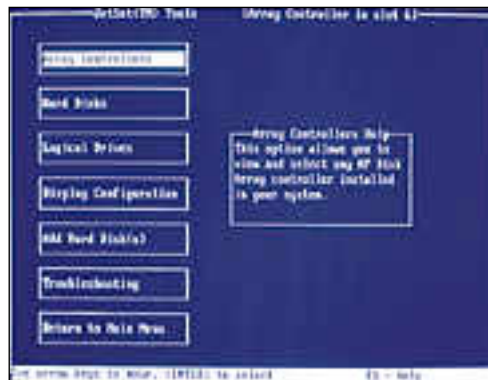 JetSet(TM) Tools (Array Controller in slot 6)
Array Controllers
Hard Disks
Logical Drives
Display Configuration
Add Hard Disk(s)
Troubleshooting
Return to Main Menu
Array Controllers Help
This option allows you to
view and select any HP Disk
Array controller installed
in your system.
Use arrow keys to move, <ENTER> to select F1 - Help